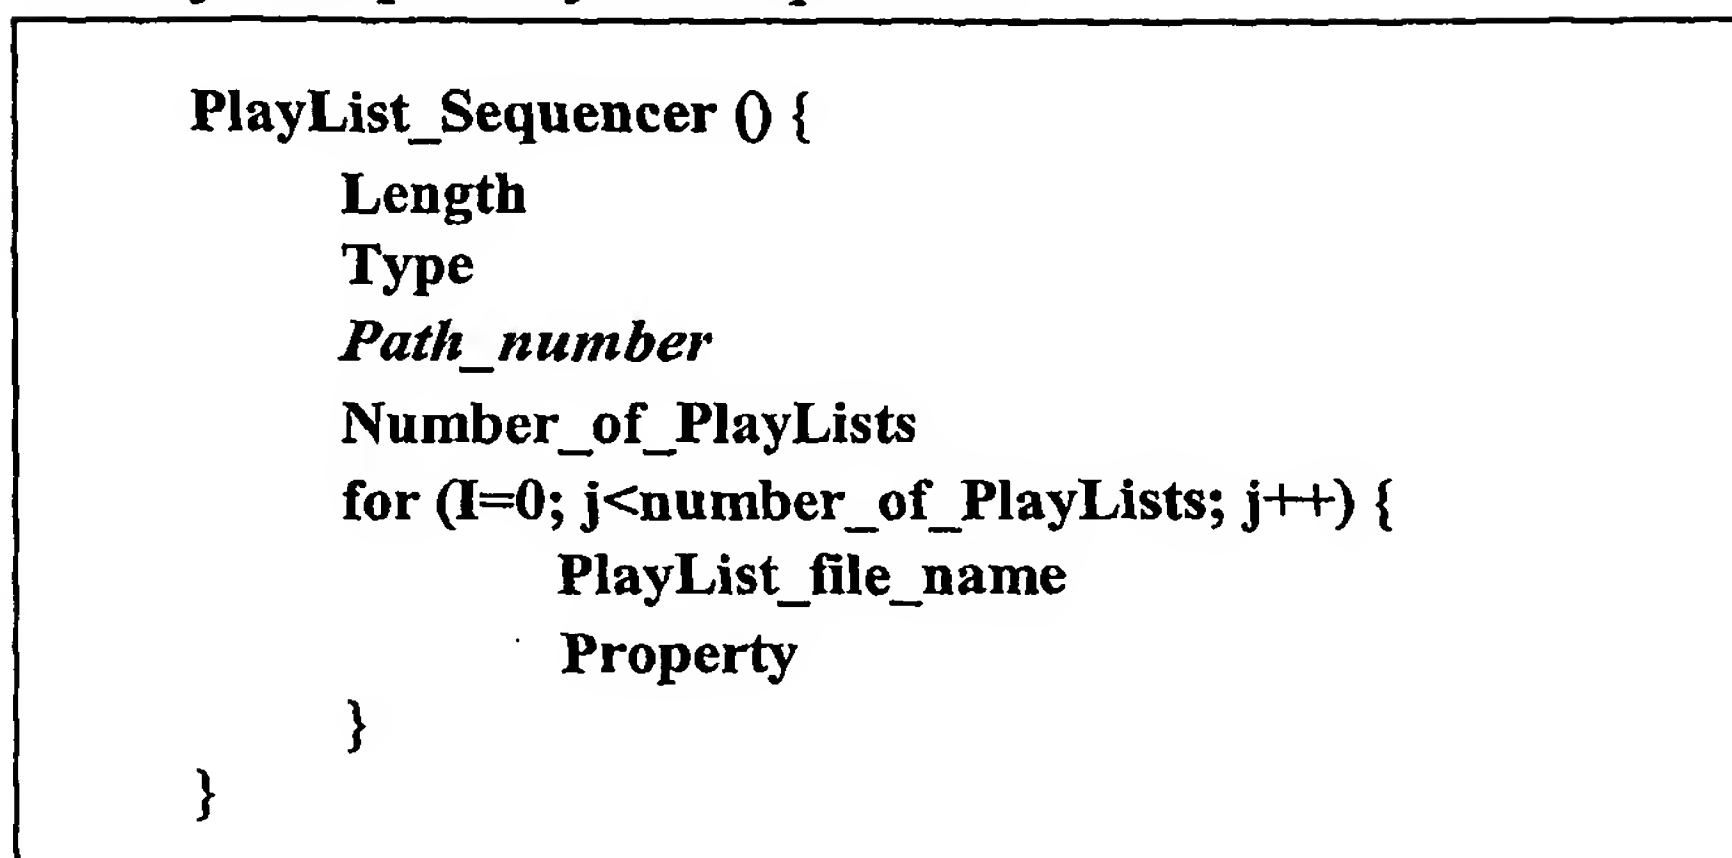 PlayList_Sequencer () {
Length
Type
Path_number
Number_of_PlayLists
for (I=0; j<number_of_PlayLists; j++) {
PlayList_file_name
Property
}
}